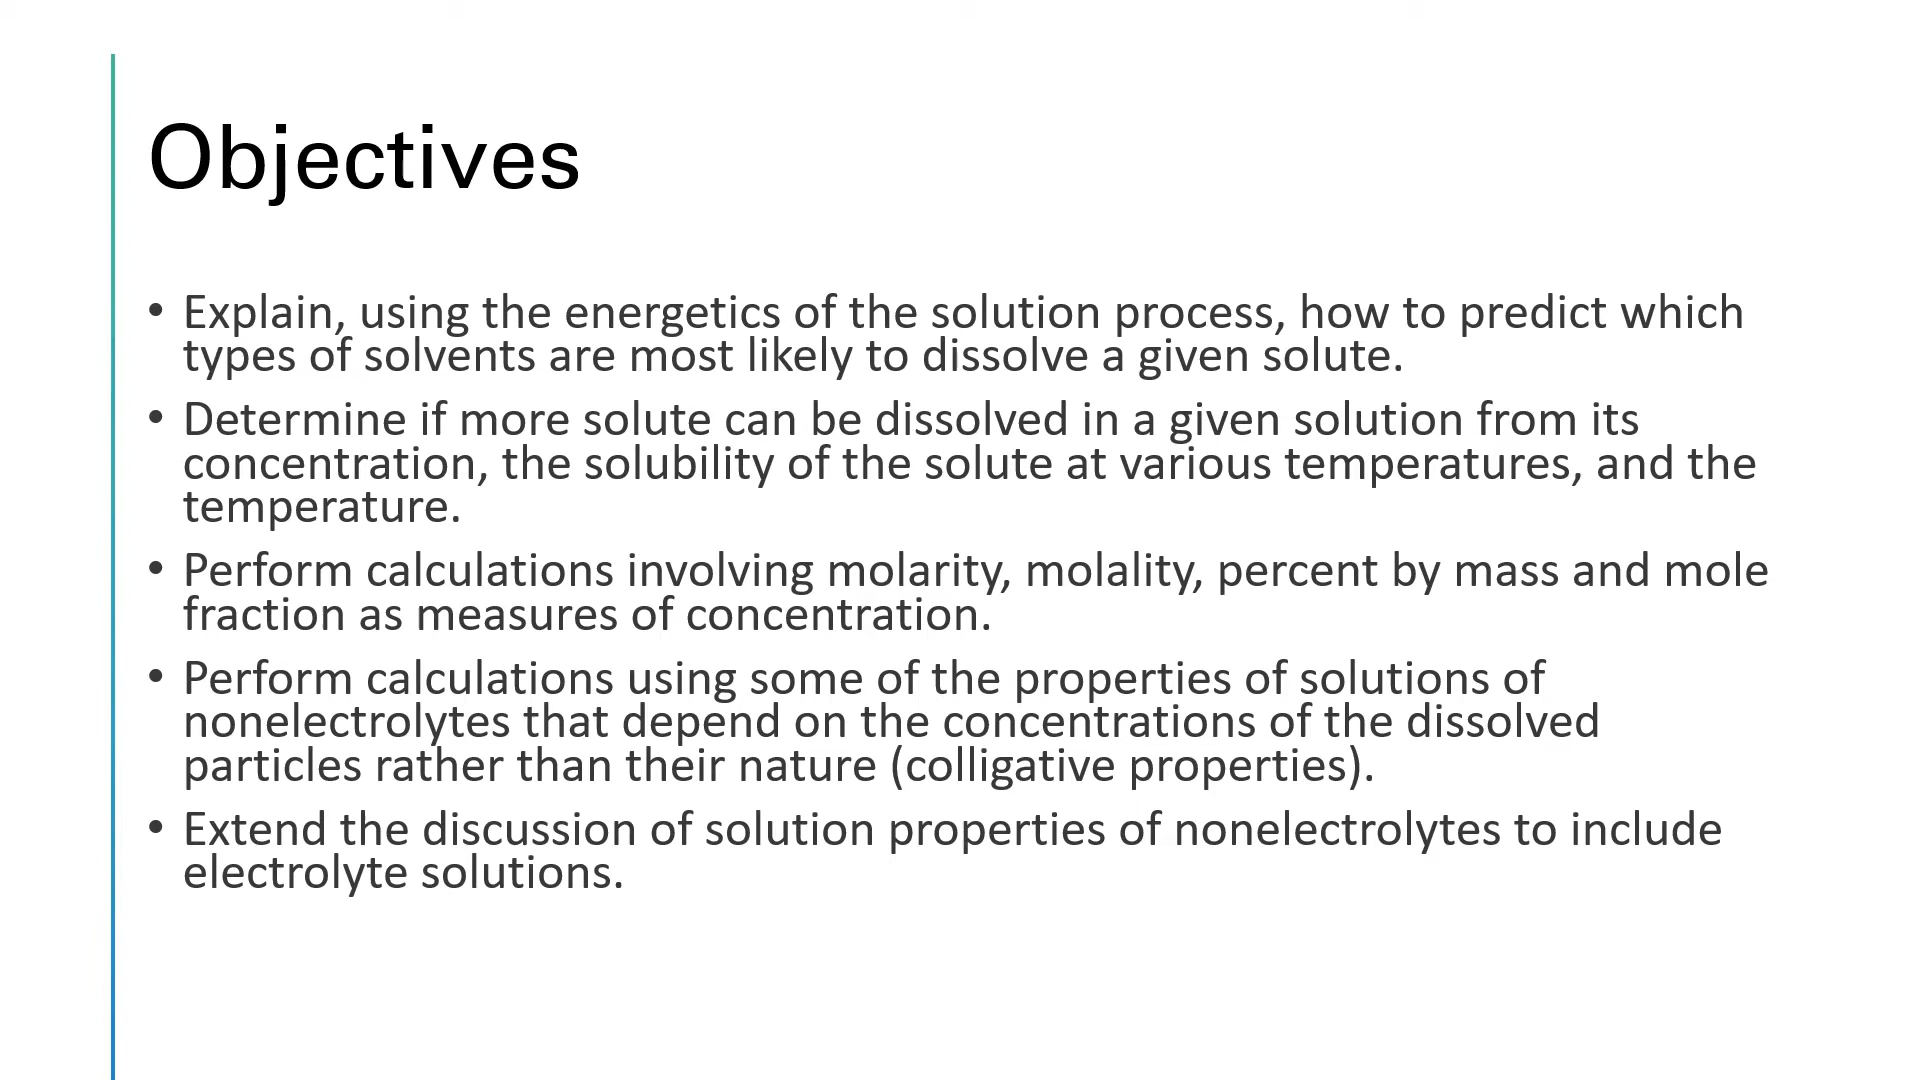 Objectives
• Explain, using the energetics of the solution process, how to predict which
types of solvents are most likely to dissolve a given solute.
• Determine if more solute can be dissolved in a given solution from its
concentration, the solubility of the solute at various temperatures, and the
temperature.
• Perform calculations involving molarity, molality, percent by mass and mole
fraction as measures of concentration.
• Perform calculations using some of the properties of solutions of
nonelectrolytes that depend on the concentrations of the dissolved
particles rather than their nature (colligative properties).
• Extend the discussion of solution properties of nonelectrolytes to include
electrolyte solutions.